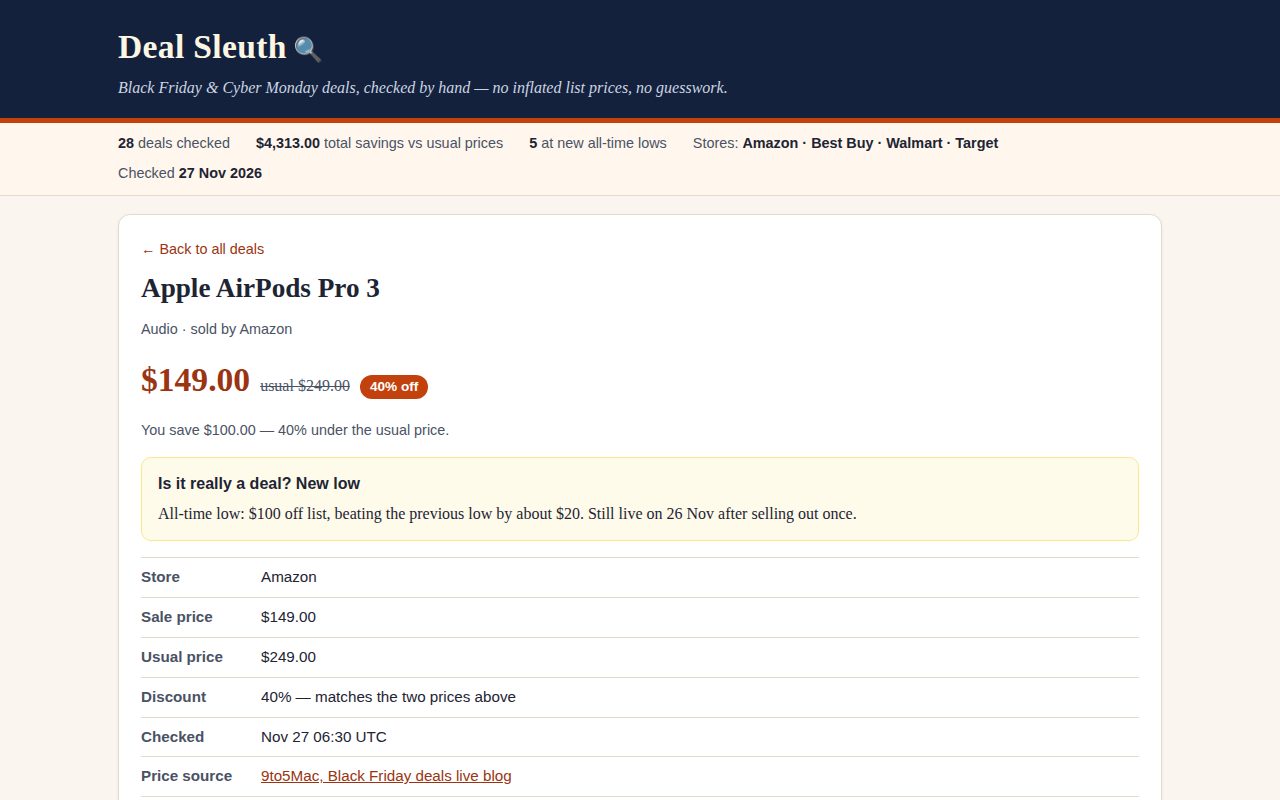 Deal Sleuth 🔍
Black Friday & Cyber Monday deals, checked by hand — no inflated list prices, no guesswork.
28 deals checked $4,313.00 total savings vs usual prices 5 at new all-time lows Stores: Amazon · Best Buy · Walmart · Target
Checked 27 Nov 2026
← Back to all deals
Apple AirPods Pro 3
Audio · sold by Amazon
$149.00 usual $249.00 40% off
You save $100.00 — 40% under the usual price.
Is it really a deal? New low
All-time low: $100 off list, beating the previous low by about $20. Still live on 26 Nov after selling out once.
Store Amazon
Sale price $149.00
Usual price $249.00
Discount 40% — matches the two prices above
Checked Nov 27 06:30 UTC
Price source 9to5Mac, Black Friday deals live blog